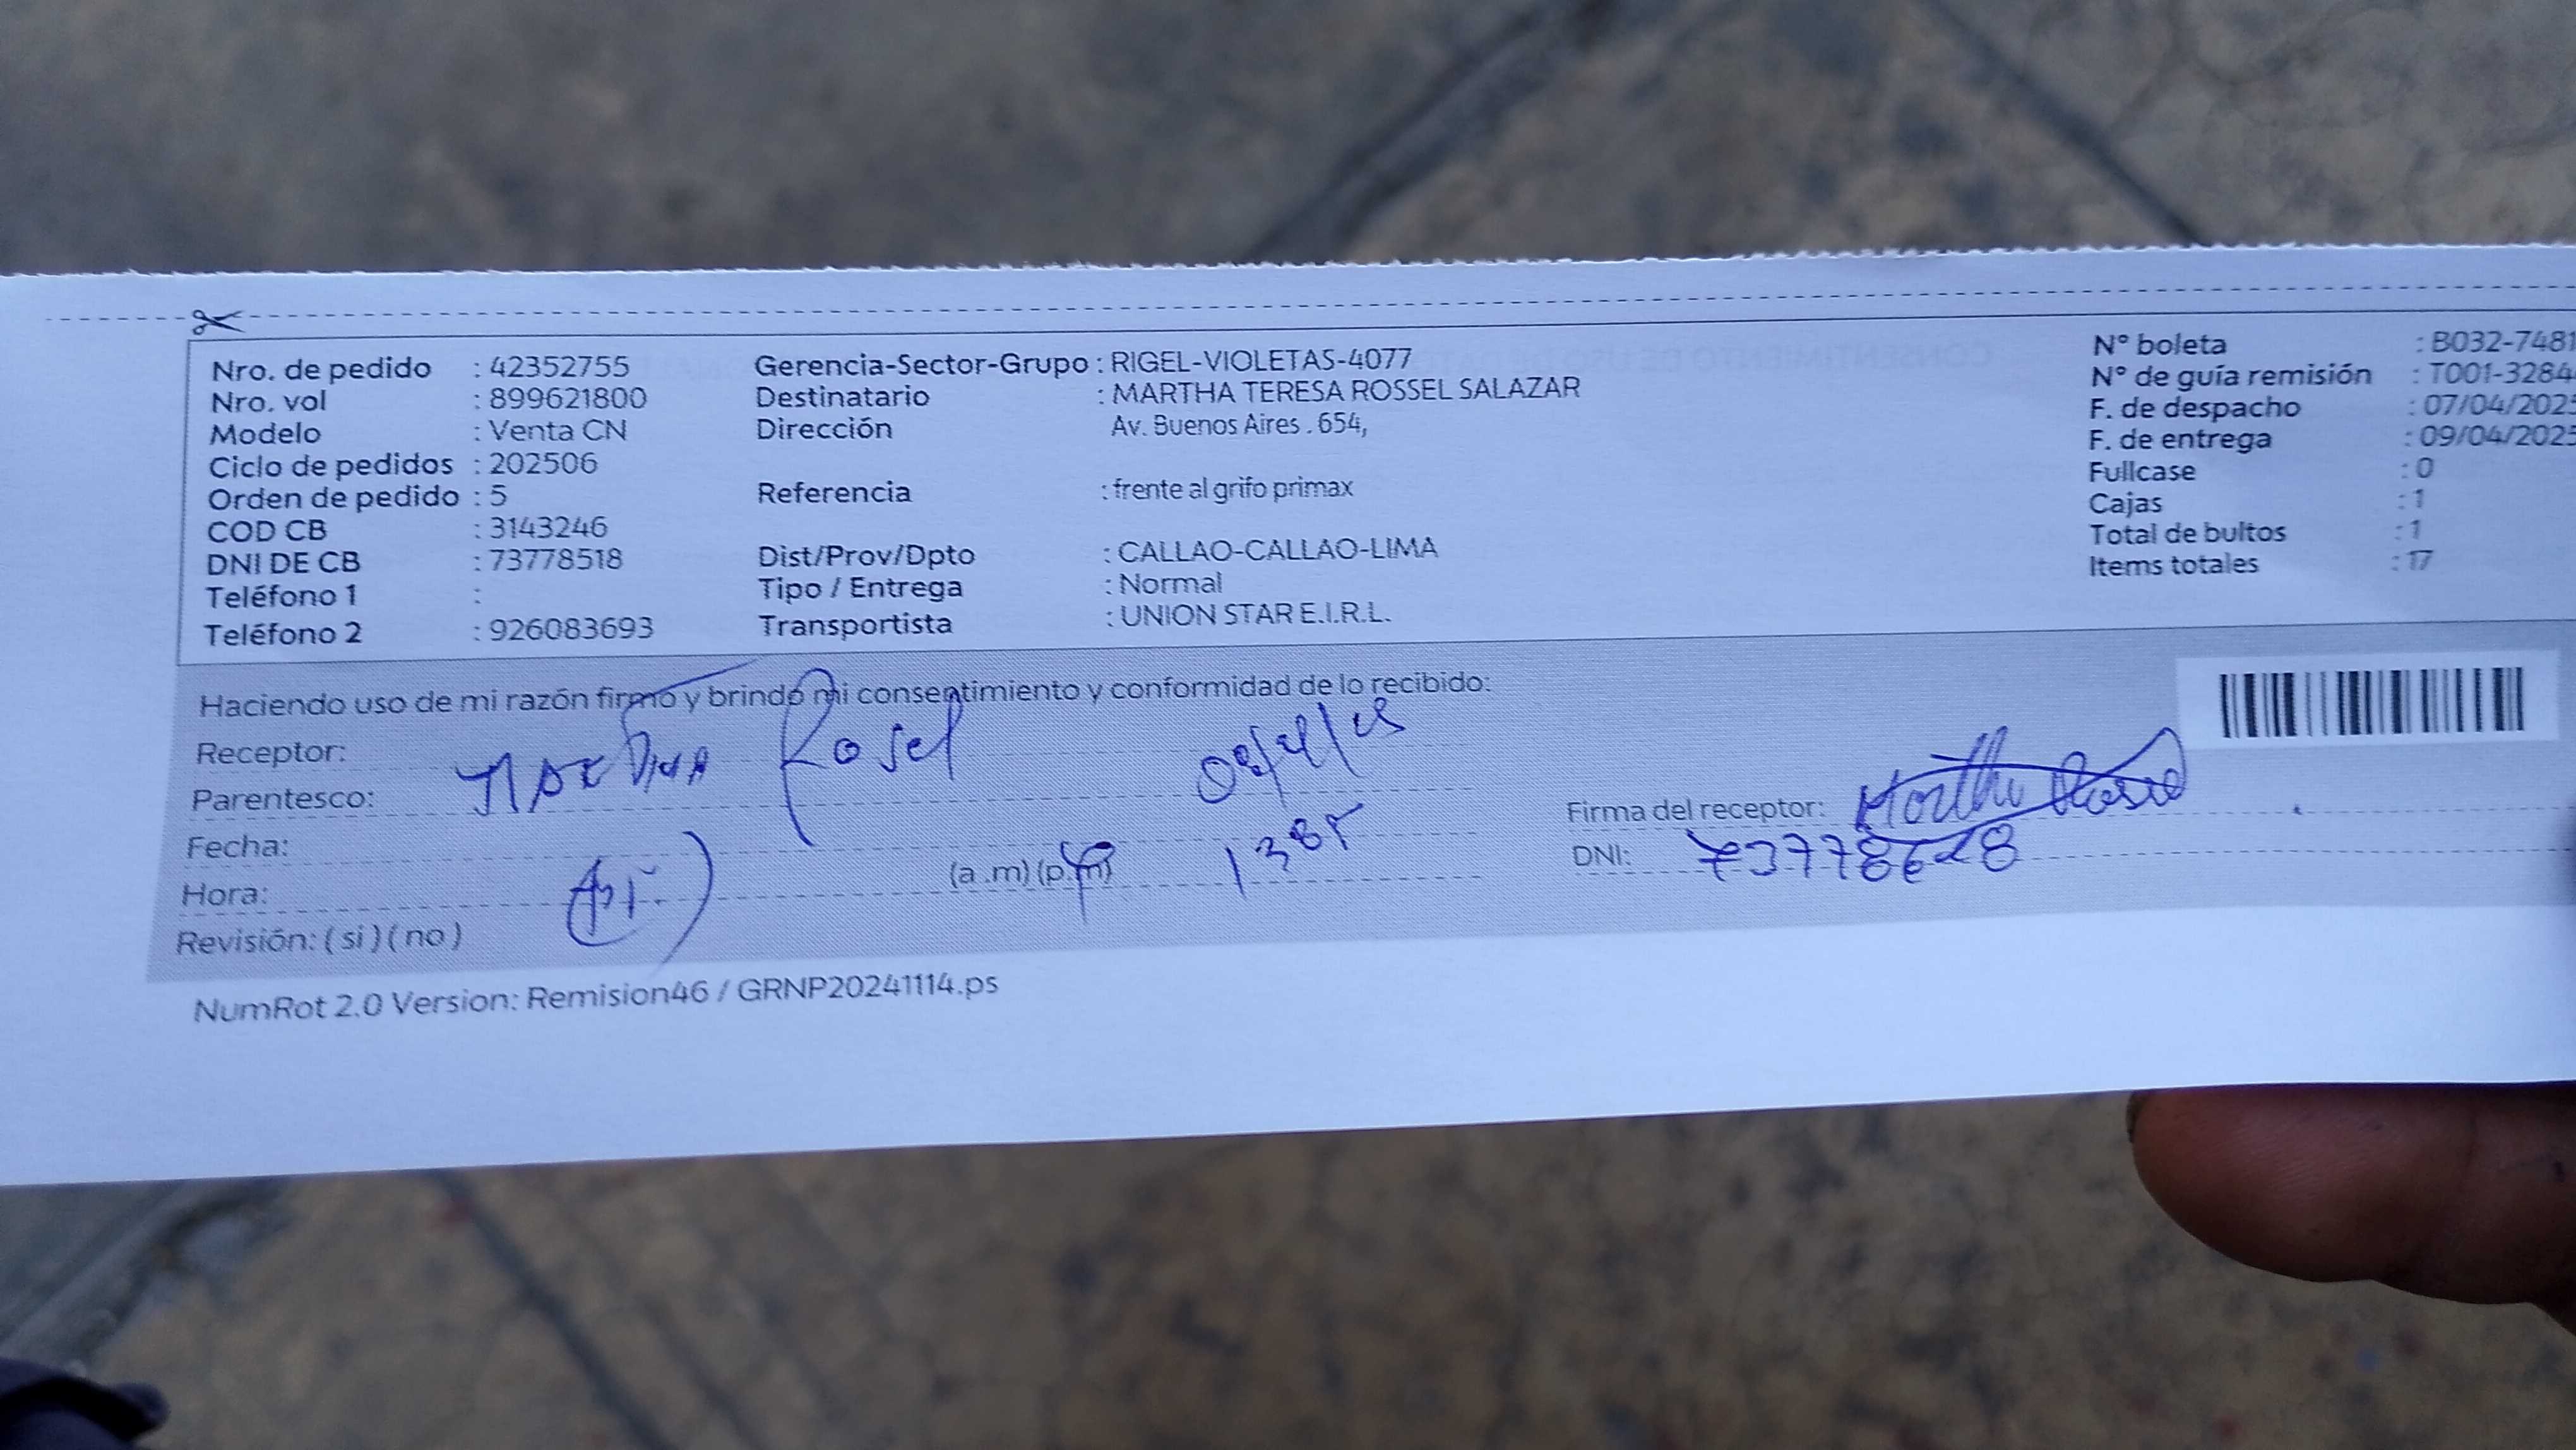 Nro. de pedido : 42352755 Gerencia-Sector-Grupo : RIGEL-VIOLETAS-4077 N° boleta : B032-7481
Nro. vol : 899621800 Destinatario : MARTHA TERESA ROSSEL SALAZAR N° de guía remisión : T001-3284
Modelo : Venta CN Dirección Av. Buenos Aires . 654, F. de despacho : 07/04/2025
Ciclo de pedidos : 202506 F. de entrega : 09/04/2025
Orden de pedido : 5 Referencia : frente al grifo primax Fullcase : 0
COD CB : 3143246 Cajas : 1
DNI DE CB : 73778518 Dist/Prov/Dpto : CALLAO-CALLAO-LIMA Total de bultos : 1
Teléfono 1 : Tipo / Entrega : Normal Items totales : 17
Teléfono 2 : 926083693 Transportista : UNION STAR E.I.R.L.
Haciendo uso de mi razón firmo y brindo mi consentimiento y conformidad de lo recibido:
Receptor: Rosel
Parentesco:
Firma del receptor: Martha
Fecha:
DNI:
Hora: (a.m) (p.m)
Revisión: ( si ) ( no )
NumRot 2.0 Version: Remision46 / GRNP20241114.ps